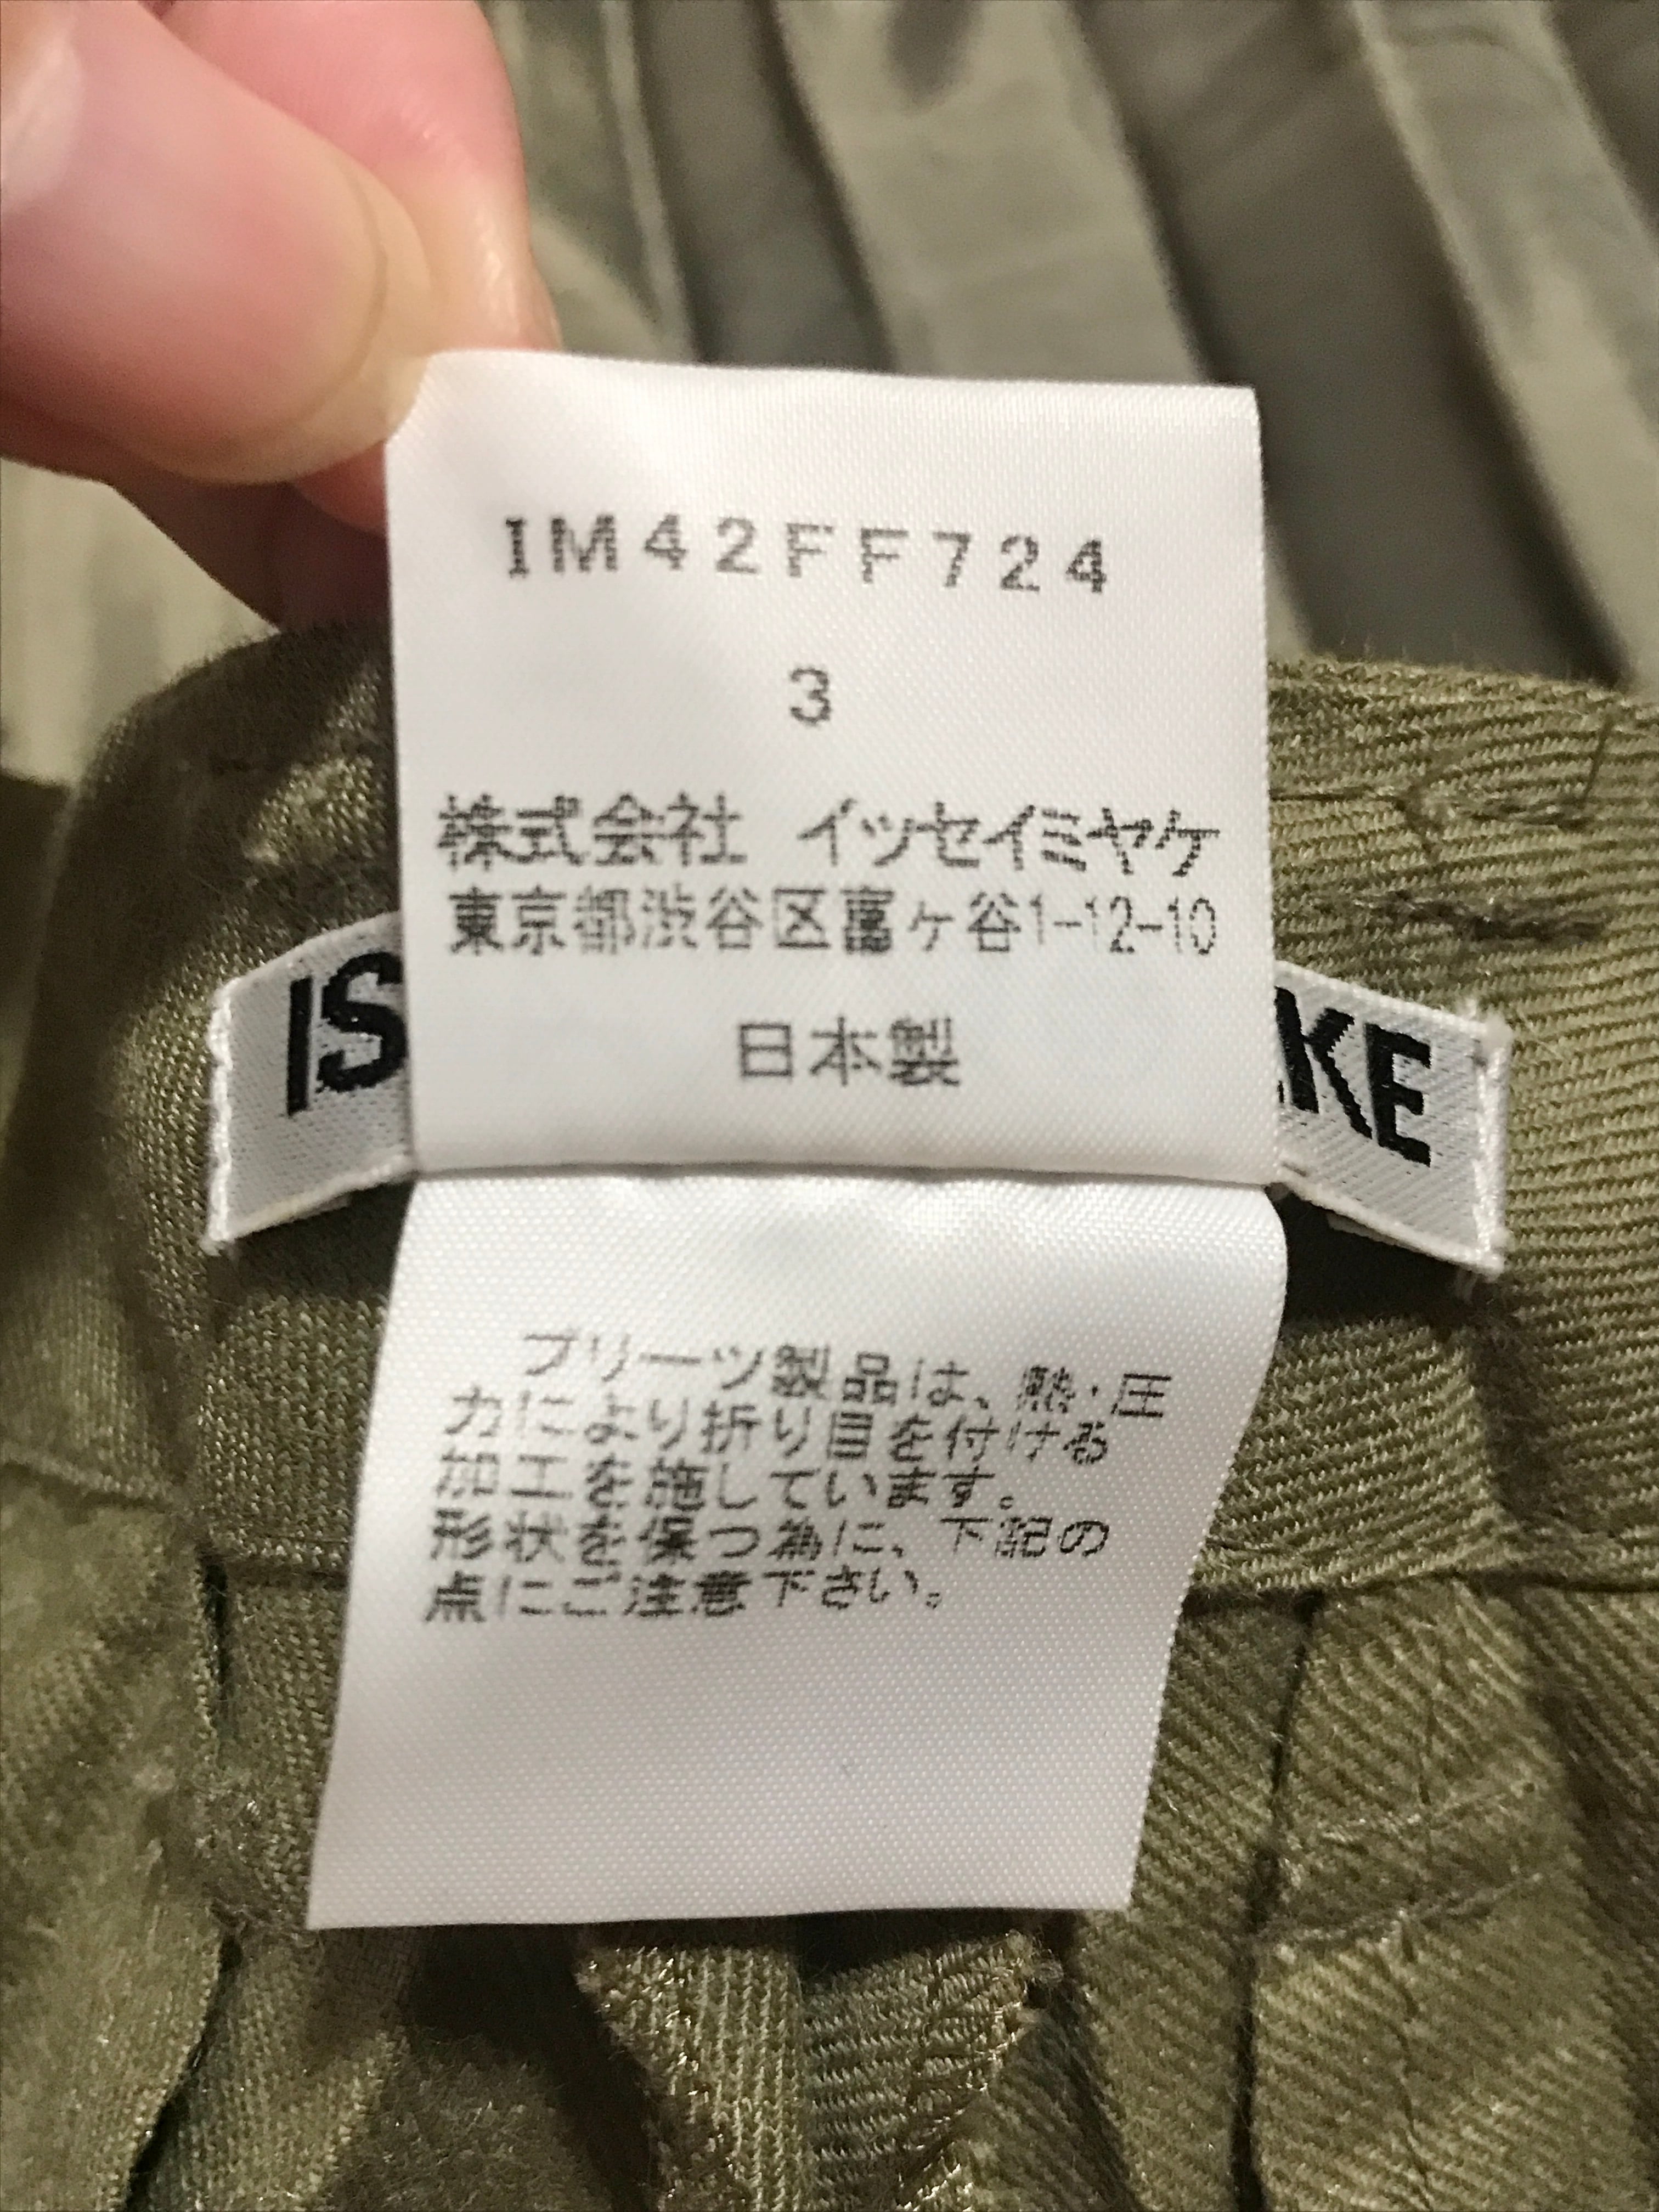 IM42FF724
3
株式会社 イッセイミヤケ
東京都渋谷区富ヶ谷1-12-10
日本製
IS
KE
プリーツ製品は、熱・圧
力により折り目を付ける
加工を施しています。
形状を保つ為に、下記の
点にご注意下さい。